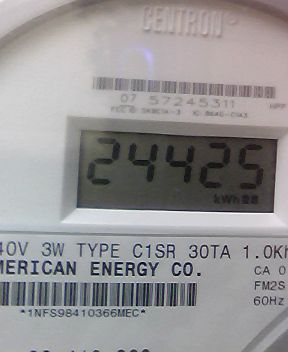 CENTRON®
07 57245311
24425
kWh
40V 3W TYPE C1SR 30TA 1.0Kh
MERICAN ENERGY CO.
CA 0
FM2S
60Hz
*1NFS98410366MEC*